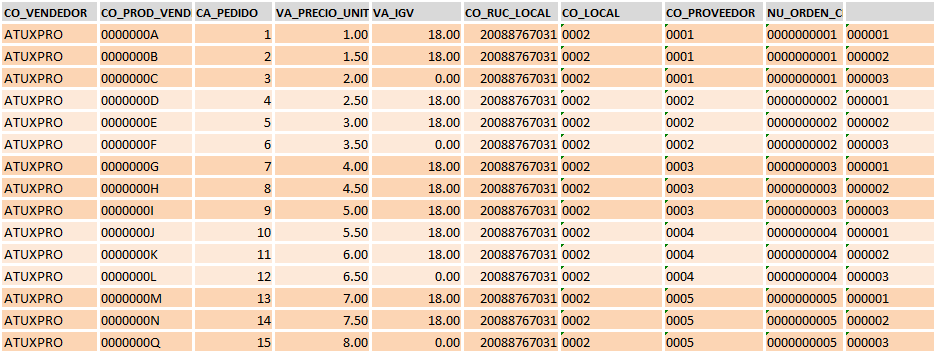 CO_VENDEDOR CO_PROD_VEND CA_PEDIDO VA_PRECIO_UNIT VA_IGV CO_RUC_LOCAL CO_LOCAL CO_PROVEEDOR NU_ORDEN_C
ATUXPRO 0000000A 1 1.00 18.00 20088767031 0002 0001 0000000001 000001
ATUXPRO 0000000B 2 1.50 18.00 20088767031 0002 0001 0000000001 000002
ATUXPRO 0000000C 3 2.00 0.00 20088767031 0002 0001 0000000001 000003
ATUXPRO 0000000D 4 2.50 18.00 20088767031 0002 0002 0000000002 000001
ATUXPRO 0000000E 5 3.00 18.00 20088767031 0002 0002 0000000002 000002
ATUXPRO 0000000F 6 3.50 0.00 20088767031 0002 0002 0000000002 000003
ATUXPRO 0000000G 7 4.00 18.00 20088767031 0002 0003 0000000003 000001
ATUXPRO 0000000H 8 4.50 18.00 20088767031 0002 0003 0000000003 000002
ATUXPRO 0000000I 9 5.00 18.00 20088767031 0002 0003 0000000003 000003
ATUXPRO 0000000J 10 5.50 18.00 20088767031 0002 0004 0000000004 000001
ATUXPRO 0000000K 11 6.00 18.00 20088767031 0002 0004 0000000004 000002
ATUXPRO 0000000L 12 6.50 0.00 20088767031 0002 0004 0000000004 000003
ATUXPRO 0000000M 13 7.00 18.00 20088767031 0002 0005 0000000005 000001
ATUXPRO 0000000N 14 7.50 18.00 20088767031 0002 0005 0000000005 000002
ATUXPRO 0000000Q 15 8.00 0.00 20088767031 0002 0005 0000000005 000003